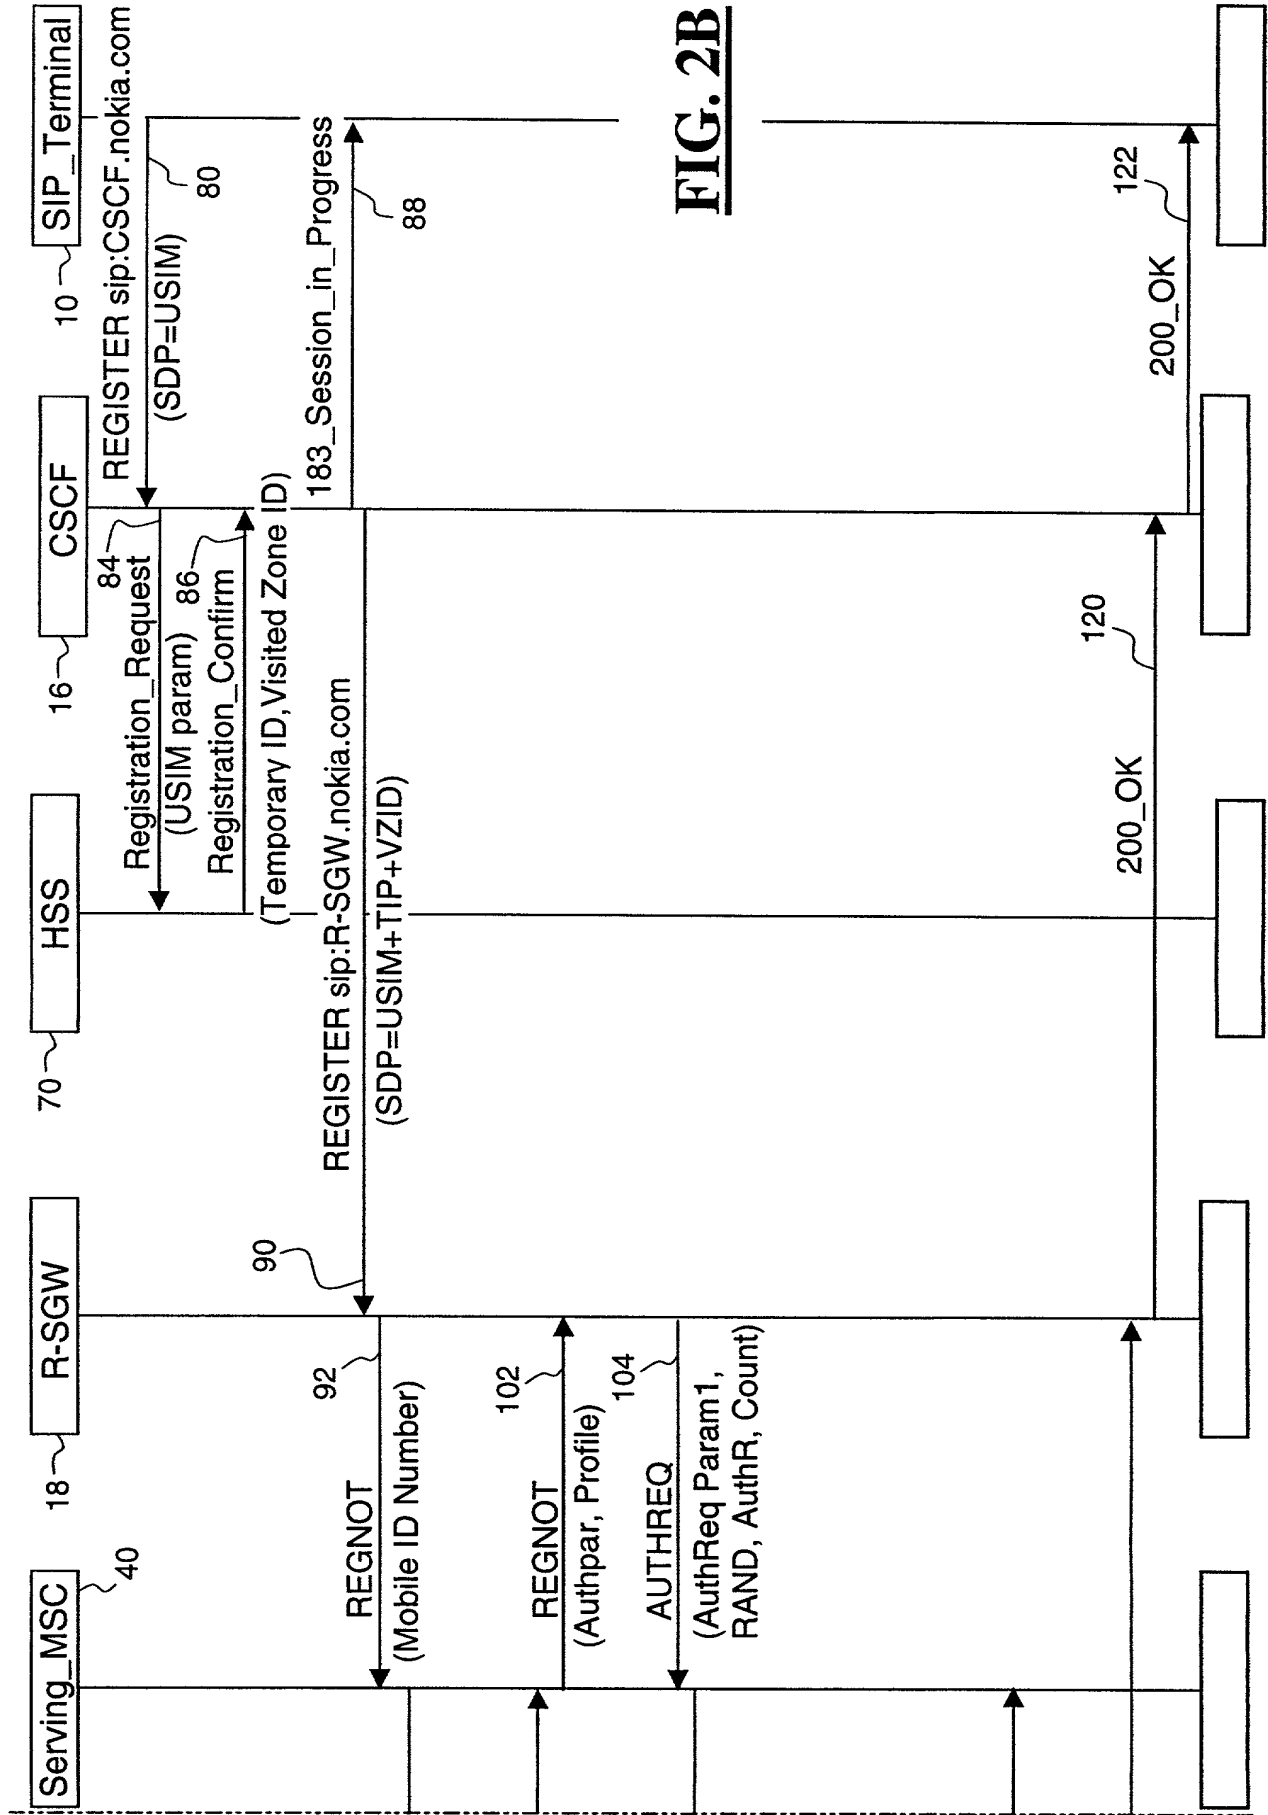 Serving_MSC
40
R-SGW
18
HSS
70
CSCF
16
SIP_Terminal
10
REGISTER sip:CSCF.nokia.com
80
(SDP=USIM)
84
Registration_Request
(USIM param)
86
Registration_Confirm
(Temporary ID,Visited Zone ID)
183_Session_in_Progress
88
REGISTER sip:R-SGW.nokia.com
90
(SDP=USIM+TIP+VZID)
92
REGNOT
(Mobile ID Number)
102
REGNOT
(Authpar, Profile)
104
AUTHREQ
(AuthReq Param1,
RAND, AuthR, Count)
120
200_OK
122
200_OK
FIG. 2B